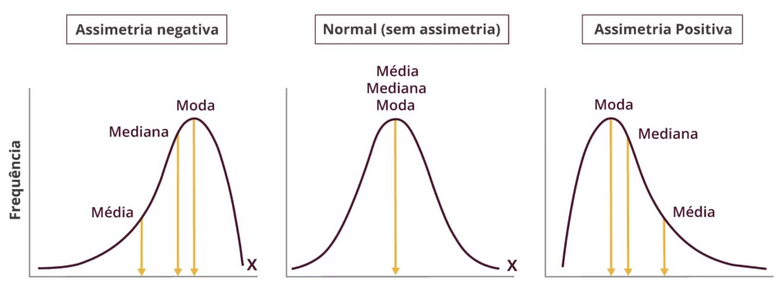 Assimetria negativa
Normal (sem assimetria)
Assimetria Positiva
Frequência
Moda
Mediana
Média
X
Média
Mediana
Moda
X
Moda
Mediana
Média